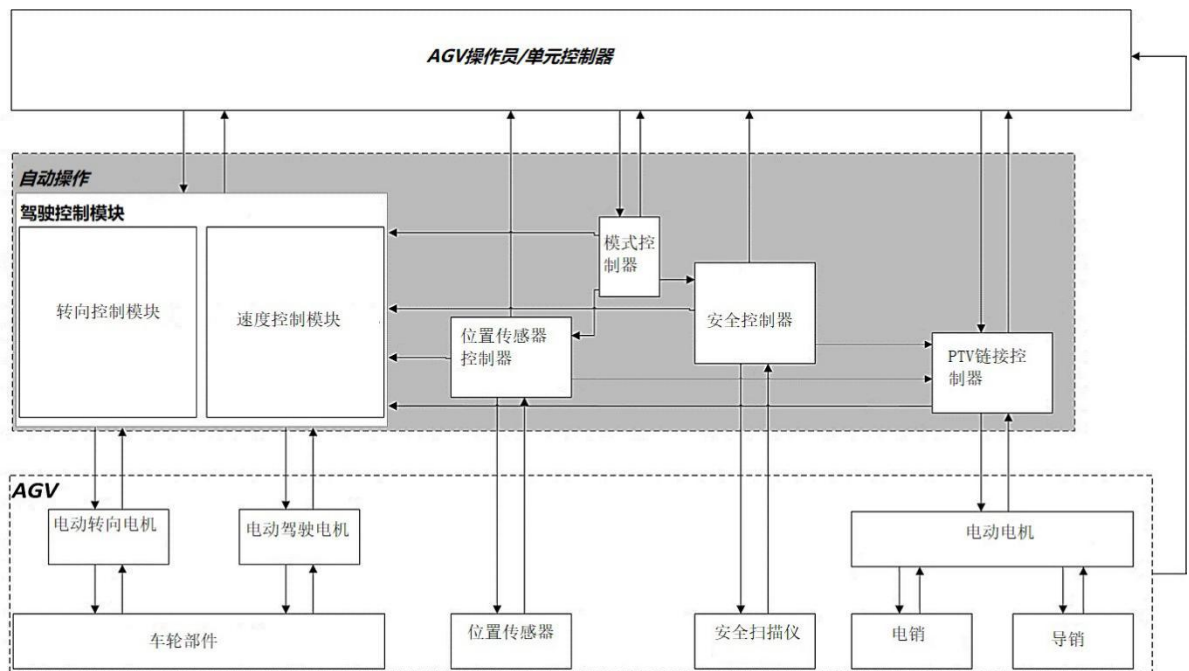 AGV操作员/单元控制器
自动操作
驾驶控制模块
转向控制模块
速度控制模块
模式控
制器
位置传感器
控制器
安全控制器
PTV链接控
制器
AGV
电动转向电机
电动驾驶电机
电动电机
车轮部件
位置传感器
安全扫描仪
电销
导销